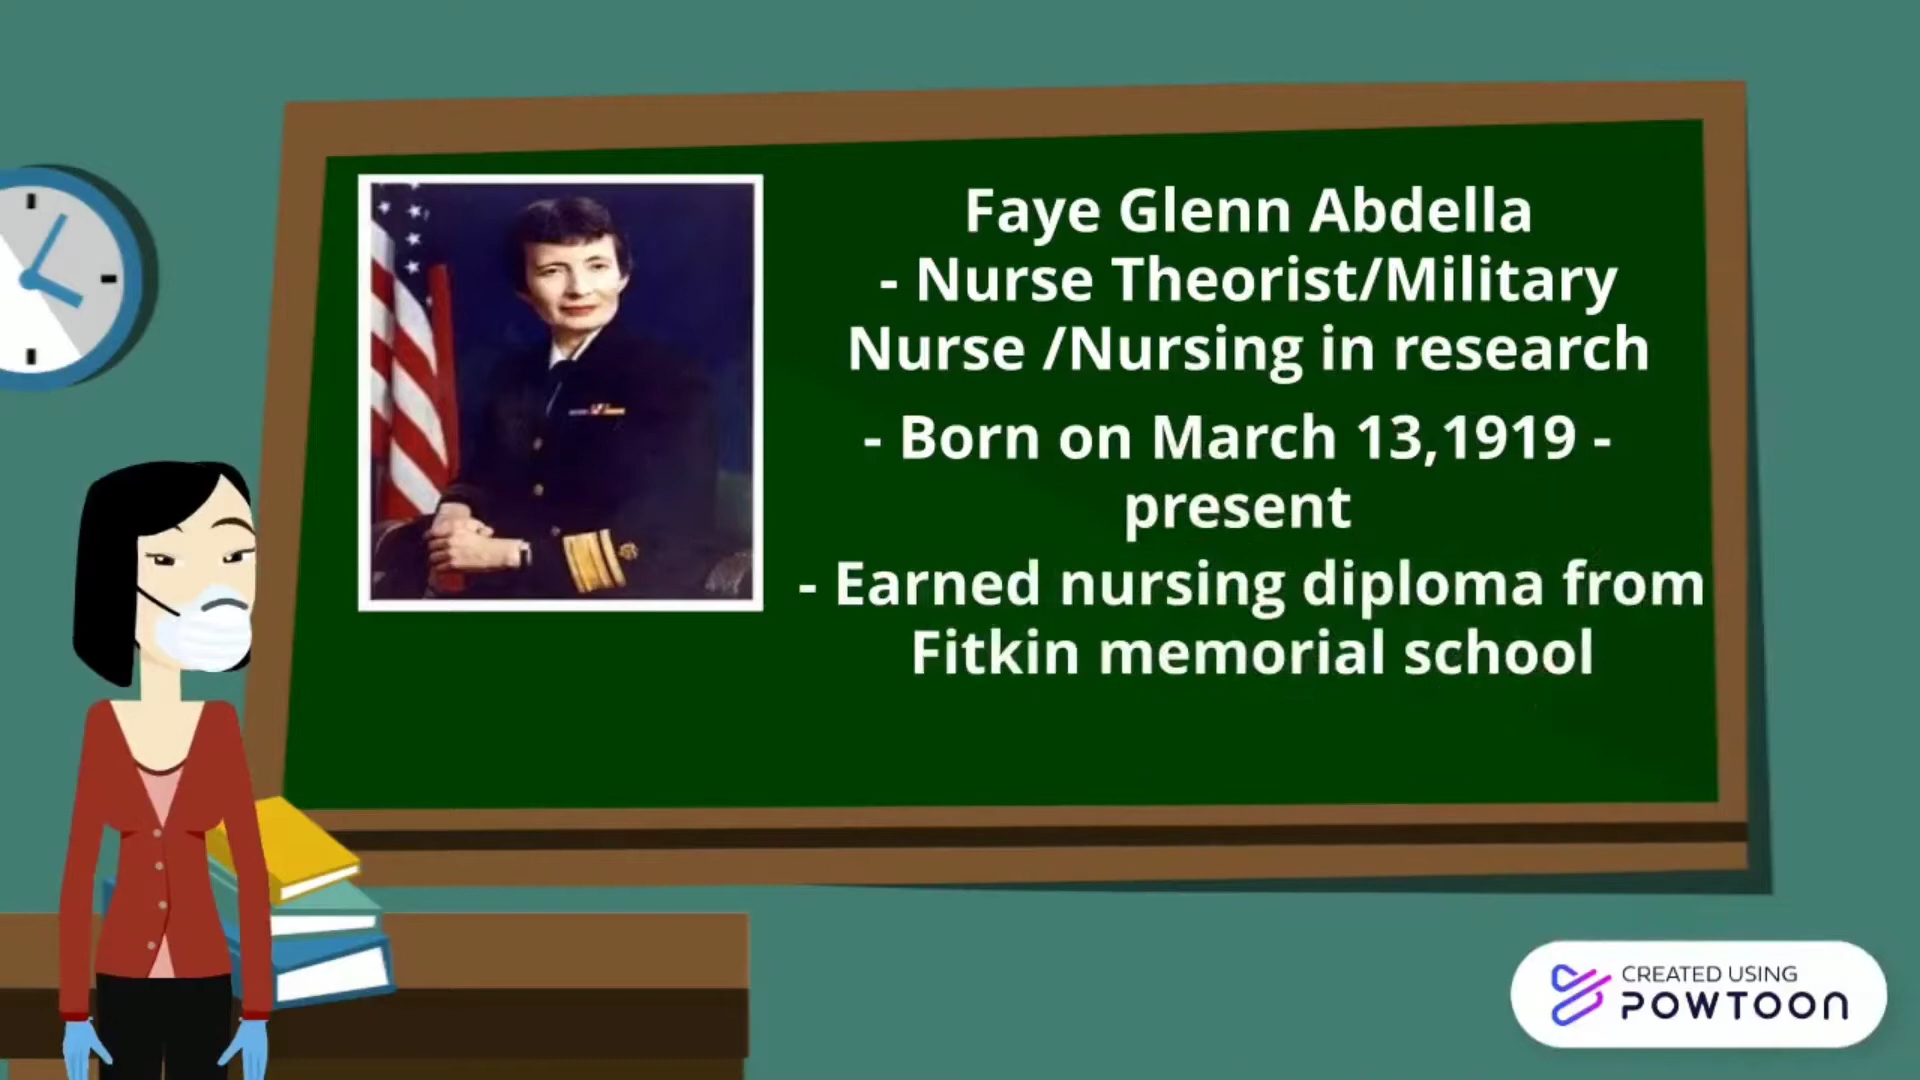 Faye Glenn Abdella
- Nurse Theorist/Military
Nurse /Nursing in research
- Born on March 13,1919 -
present
- Earned nursing diploma from
Fitkin memorial school
CREATED USING
POWTOON